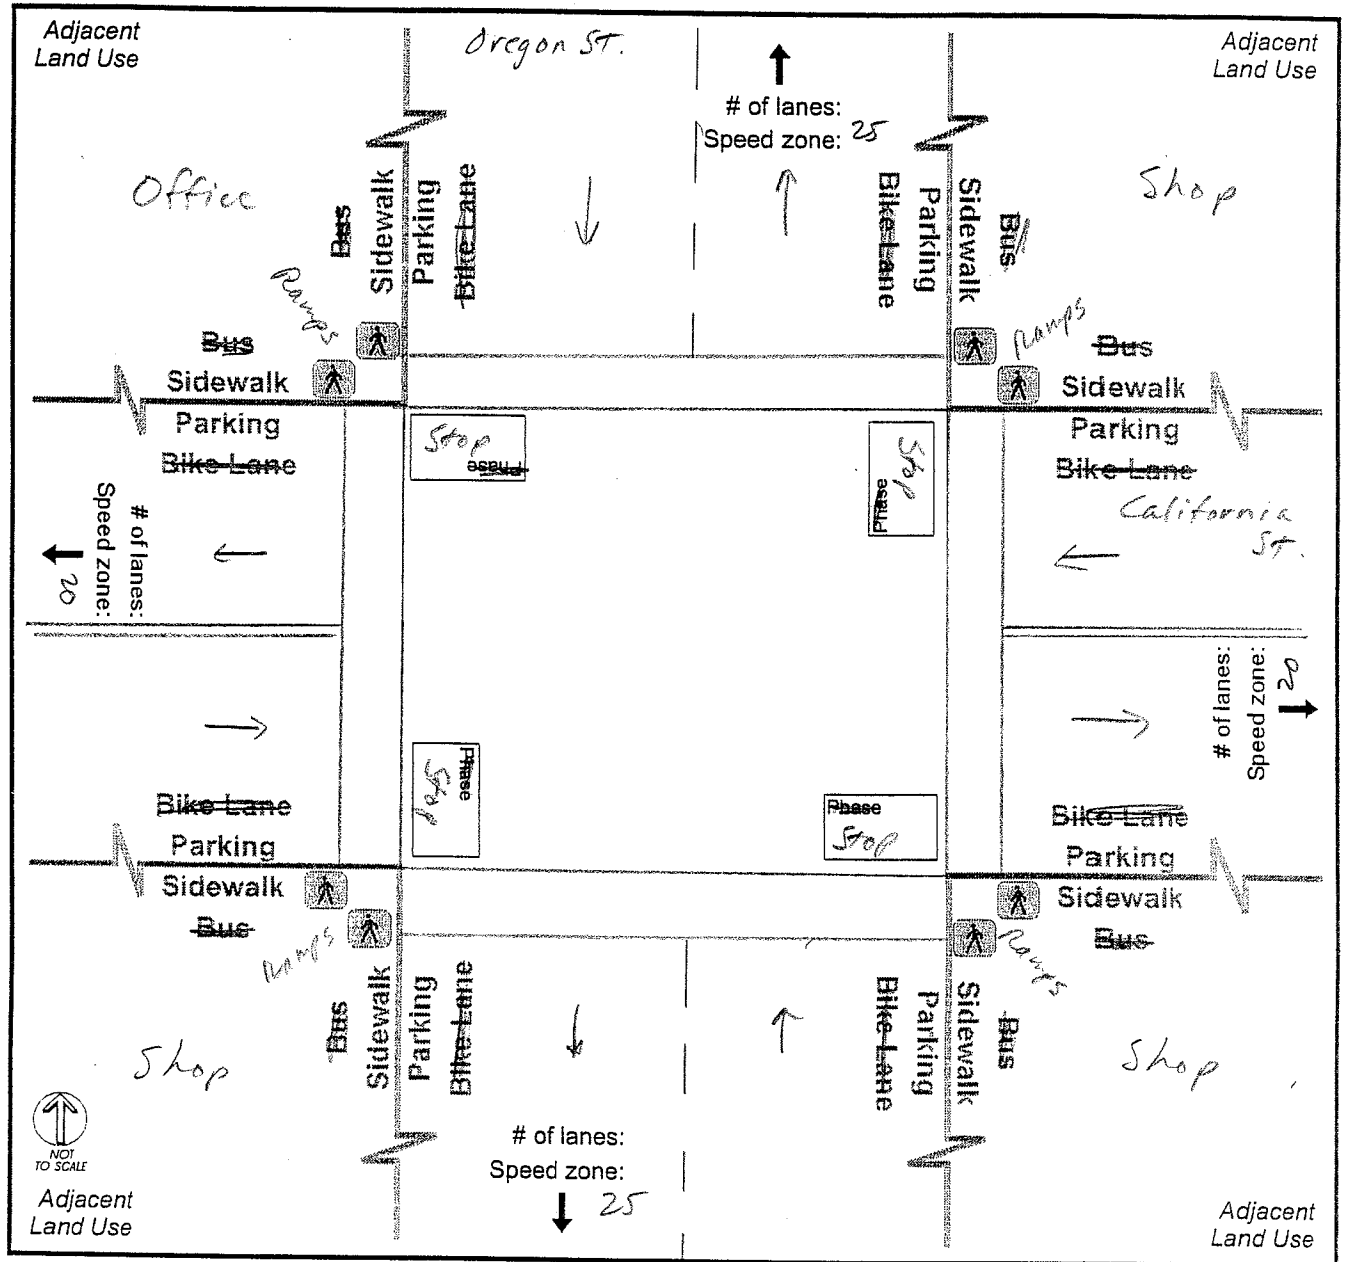 Adjacent
Land Use
Oregon St.
# of lanes:
Speed zone: 25
Adjacent
Land Use
Office
Bus
Sidewalk
Parking
Bike Lane
Bike Lane
Parking
Sidewalk
Bus
Shop
Ramps
Ramps
Bus
Sidewalk
Parking
Bike Lane
Bus
Sidewalk
Parking
Bike Lane
Stop
Phase
Stop
Phase
California
St.
# of lanes:
Speed zone:
20
# of lanes:
Speed zone:
20
Bike Lane
Parking
Sidewalk
Bus
Stop
Phase
Phase
Stop
Bike Lane
Parking
Sidewalk
Bus
Ramps
Ramps
Bus
Sidewalk
Parking
Bike Lane
Bike Lane
Parking
Sidewalk
Bus
Shop
Shop
NOT
TO SCALE
# of lanes:
Speed zone:
25
Adjacent
Land Use
Adjacent
Land Use